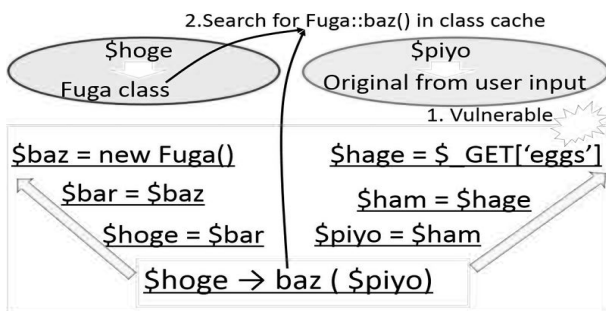 2.Search for Fuga::baz() in class cache
$hoge
Fuga class
$piyo
Original from user input
1. Vulnerable
$baz = new Fuga()
$bar = $baz
$hoge = $bar
$hage = $_GET['eggs']
$ham = $hage
$piyo = $ham
$hoge → baz ( $piyo)